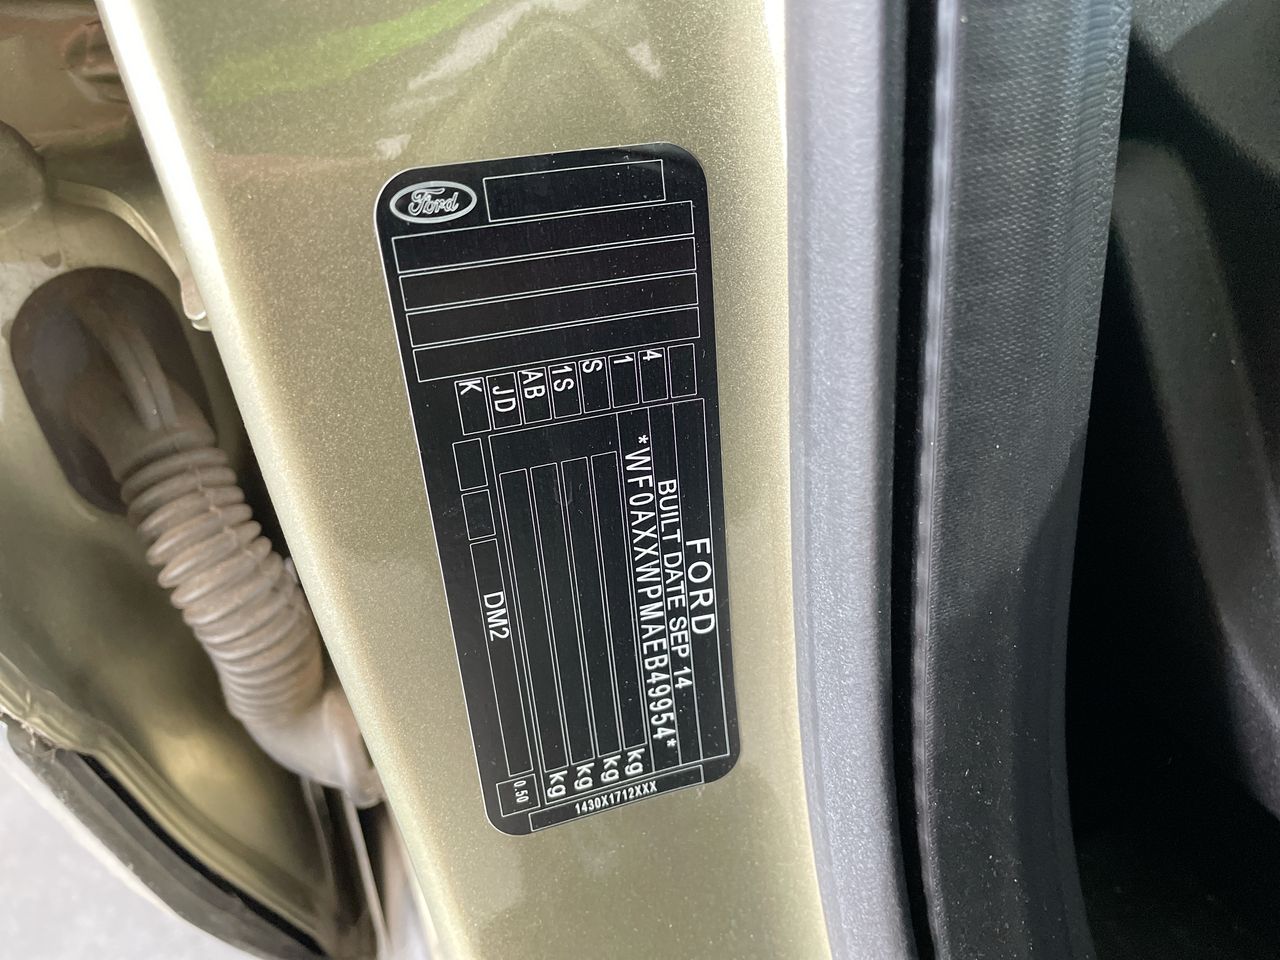 Ford
FORD
BUILT DATE SEP 14
*WF0AXXWPMAEB49954*
kg
kg
kg
kg
4
1
S
1S
AB
JD
K
DM2
0.50
1430X1712XXX